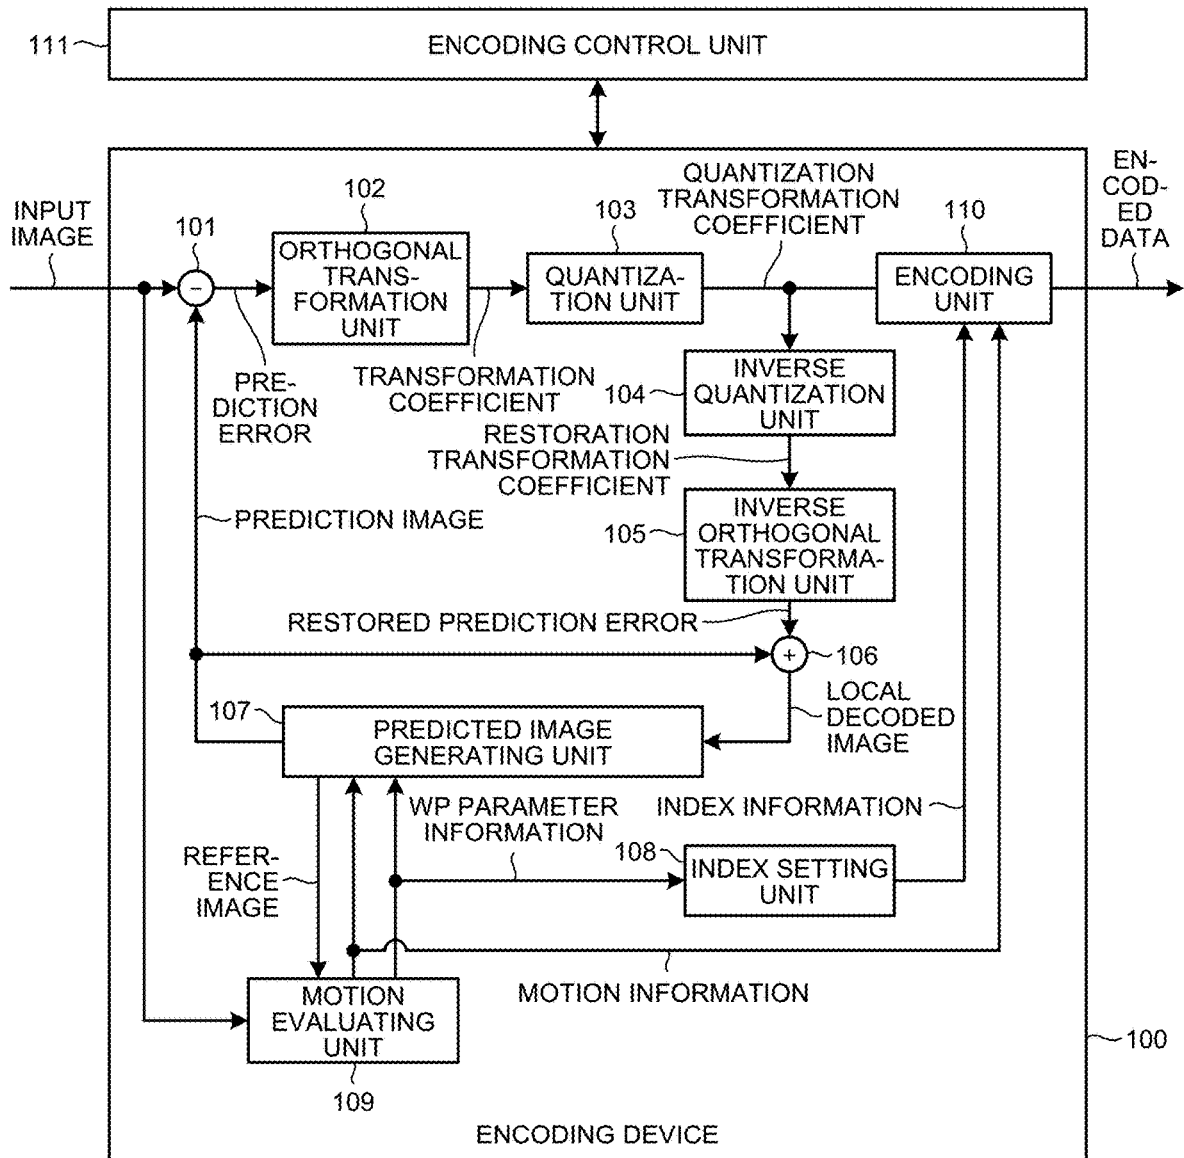 111
ENCODING CONTROL UNIT
INPUT
IMAGE
101
−
102
ORTHOGONAL
TRANS-
FORMATION
UNIT
103
QUANTIZA-
TION UNIT
QUANTIZATION
TRANSFORMATION
COEFFICIENT
110
ENCODING
UNIT
EN-
COD-
ED
DATA
PRE-
DICTION
ERROR
TRANSFORMATION
COEFFICIENT
104
INVERSE
QUANTIZATION
UNIT
RESTORATION
TRANSFORMATION
COEFFICIENT
PREDICTION IMAGE
105
INVERSE
ORTHOGONAL
TRANSFORMA-
TION UNIT
RESTORED PREDICTION ERROR
+
106
107
PREDICTED IMAGE
GENERATING UNIT
LOCAL
DECODED
IMAGE
WP PARAMETER
INFORMATION
INDEX INFORMATION
REFER-
ENCE
IMAGE
108
INDEX SETTING
UNIT
MOTION
EVALUATING
UNIT
MOTION INFORMATION
109
100
ENCODING DEVICE